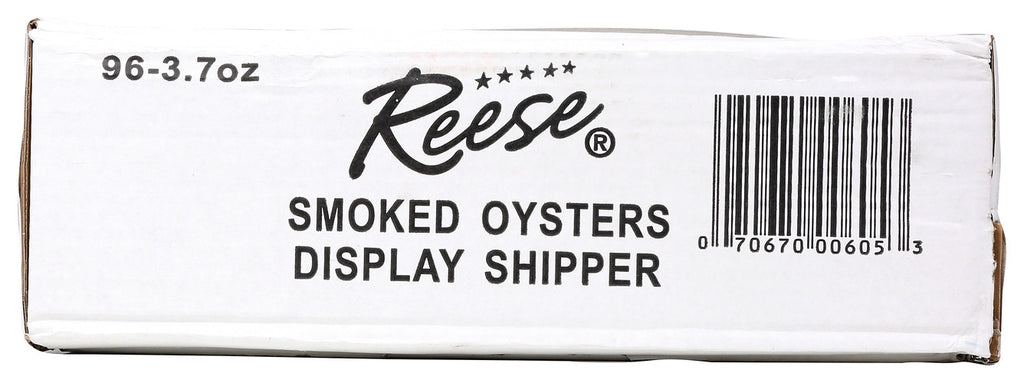 96-3.7oz
Reese®
SMOKED OYSTERS
DISPLAY SHIPPER
0 70670 00605 3